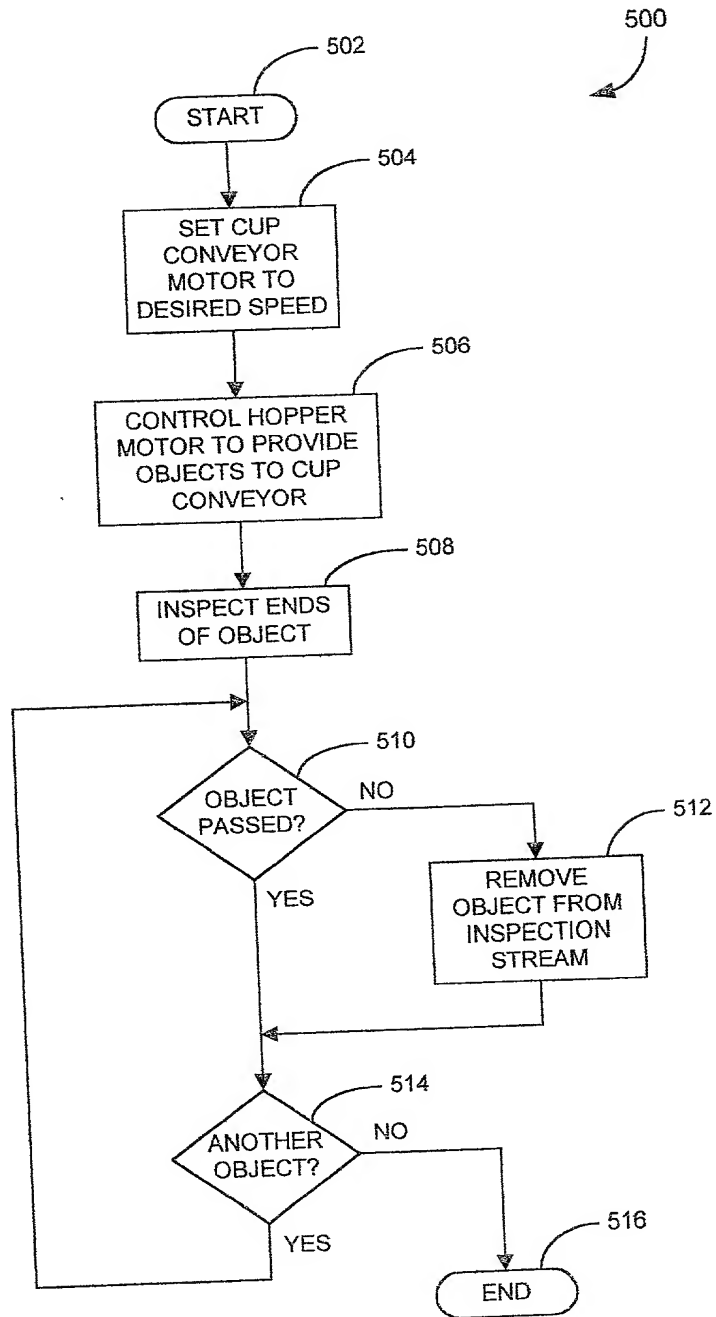 500
502
START
504
SET CUP
CONVEYOR
MOTOR TO
DESIRED SPEED
506
CONTROL HOPPER
MOTOR TO PROVIDE
OBJECTS TO CUP
CONVEYOR
508
INSPECT ENDS
OF OBJECT
510
OBJECT
PASSED?
NO
YES
512
REMOVE
OBJECT FROM
INSPECTION
STREAM
514
ANOTHER
OBJECT?
NO
YES
516
END